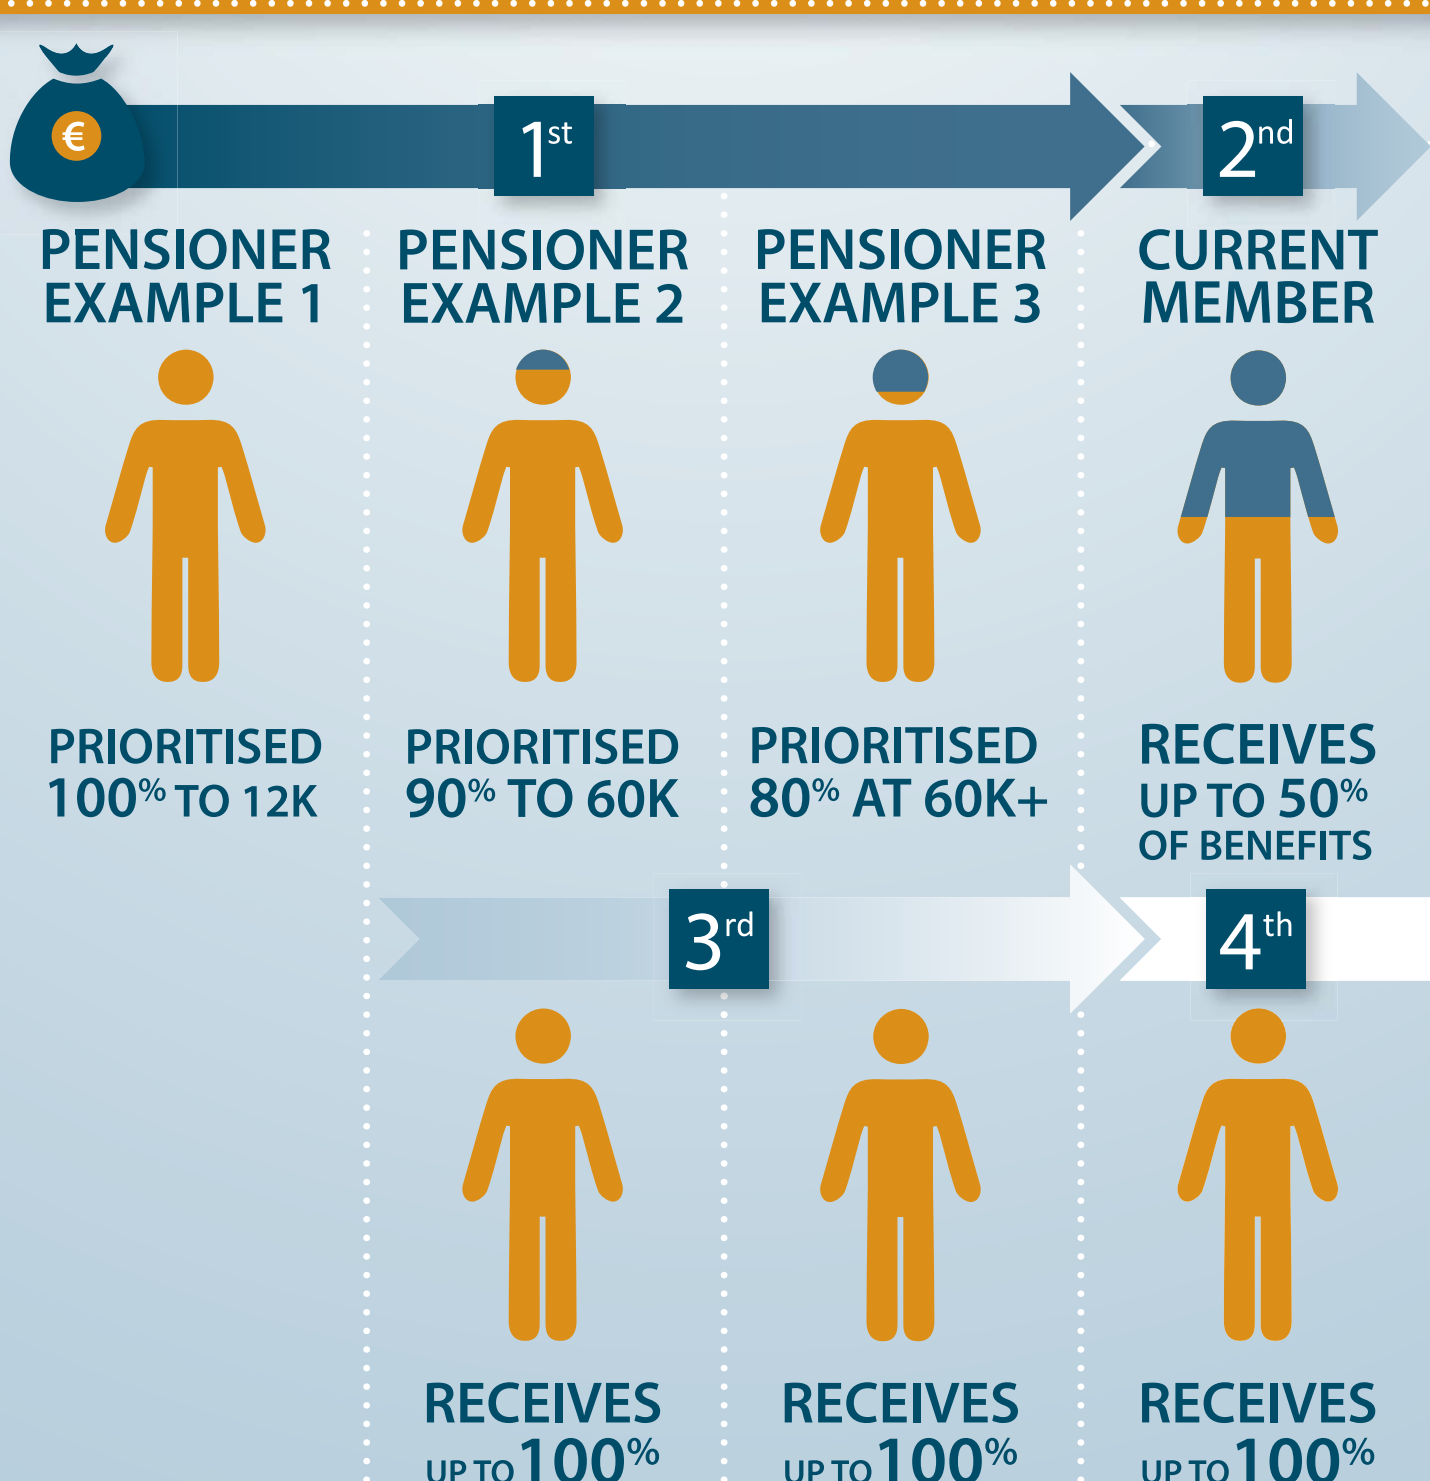 €
1st
2nd
PENSIONER
EXAMPLE 1
PENSIONER
EXAMPLE 2
PENSIONER
EXAMPLE 3
CURRENT
MEMBER
PRIORITISED
100% TO 12K
PRIORITISED
90% TO 60K
PRIORITISED
80% AT 60K+
RECEIVES
UP TO 50%
OF BENEFITS
3rd
4th
RECEIVES
UP TO 100%
RECEIVES
UP TO 100%
RECEIVES
UP TO 100%